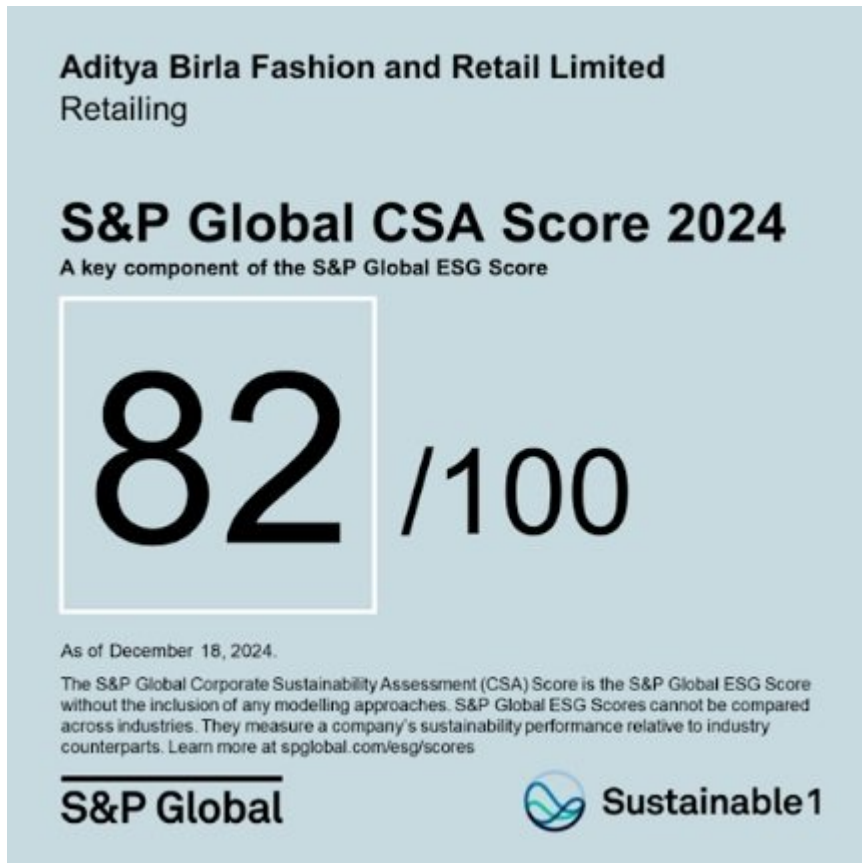 Aditya Birla Fashion and Retail Limited
Retailing
S&P Global CSA Score 2024
A key component of the S&P Global ESG Score
82 /100
As of December 18, 2024.
The S&P Global Corporate Sustainability Assessment (CSA) Score is the S&P Global ESG Score
without the inclusion of any modelling approaches. S&P Global ESG Scores cannot be compared
across industries. They measure a company's sustainability performance relative to industry
counterparts. Learn more at spglobal.com/esg/scores
S&P Global
Sustainable1